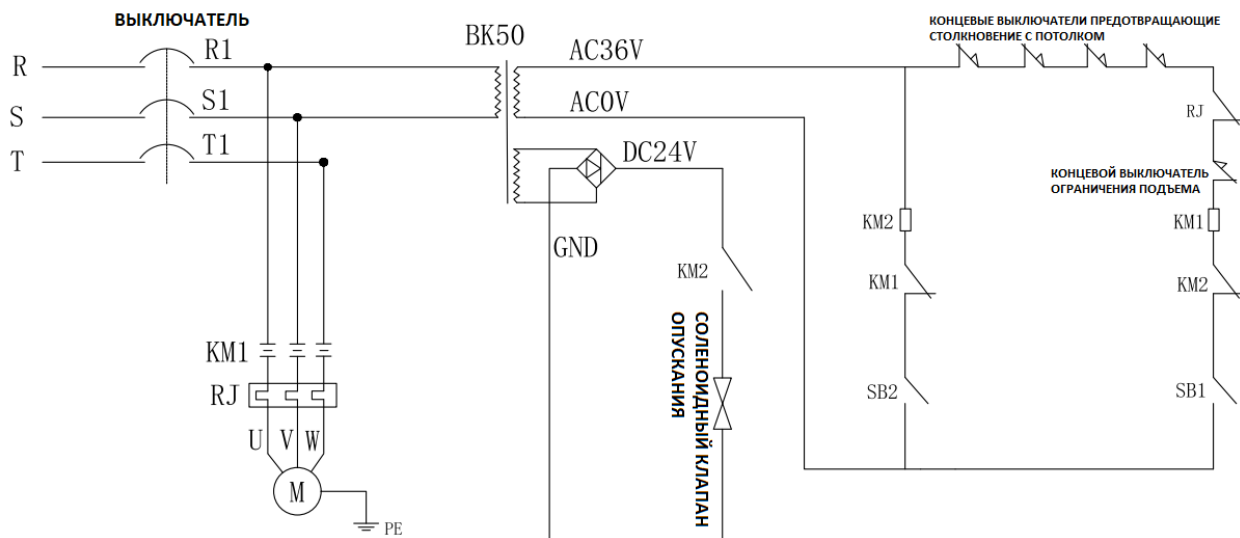 ВЫКЛЮЧАТЕЛЬ
КОНЦЕВЫЕ ВЫКЛЮЧАТЕЛИ ПРЕДОТВРАЩАЮЩИЕ
СТОЛКНОВЕНИЕ С ПОТОЛКОМ
BK50
R
R1
AC36V
S
S1
AC0V
RJ
T
T1
DC24V
КОНЦЕВОЙ ВЫКЛЮЧАТЕЛЬ
ОГРАНИЧЕНИЯ ПОДЪЕМА
GND
KM2
KM1
KM2
KM1
KM2
СОЛЕНОИДНЫЙ КЛАПАН
ОПУСКАНИЯ
KM1
RJ
SB2
SB1
U
V
W
M
PE